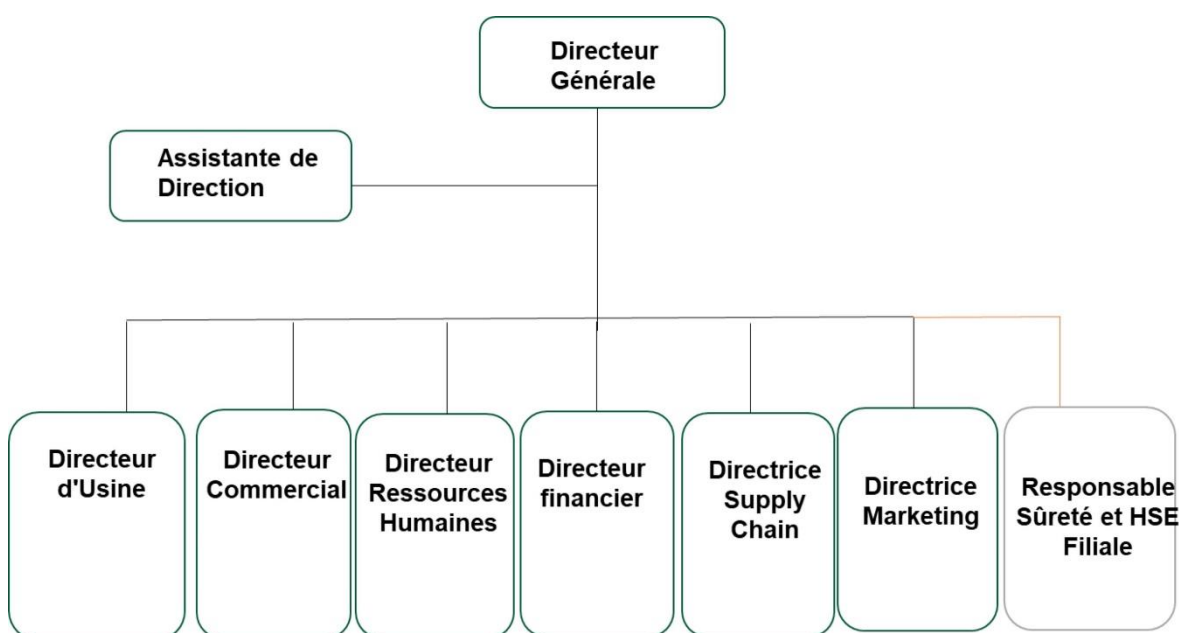 Directeur
Générale
Assistante de
Direction
Directeur
d'Usine
Directeur
Commercial
Directeur
Ressources
Humaines
Directeur
financier
Directrice
Supply
Chain
Directrice
Marketing
Responsable
Sûreté et HSE
Filiale